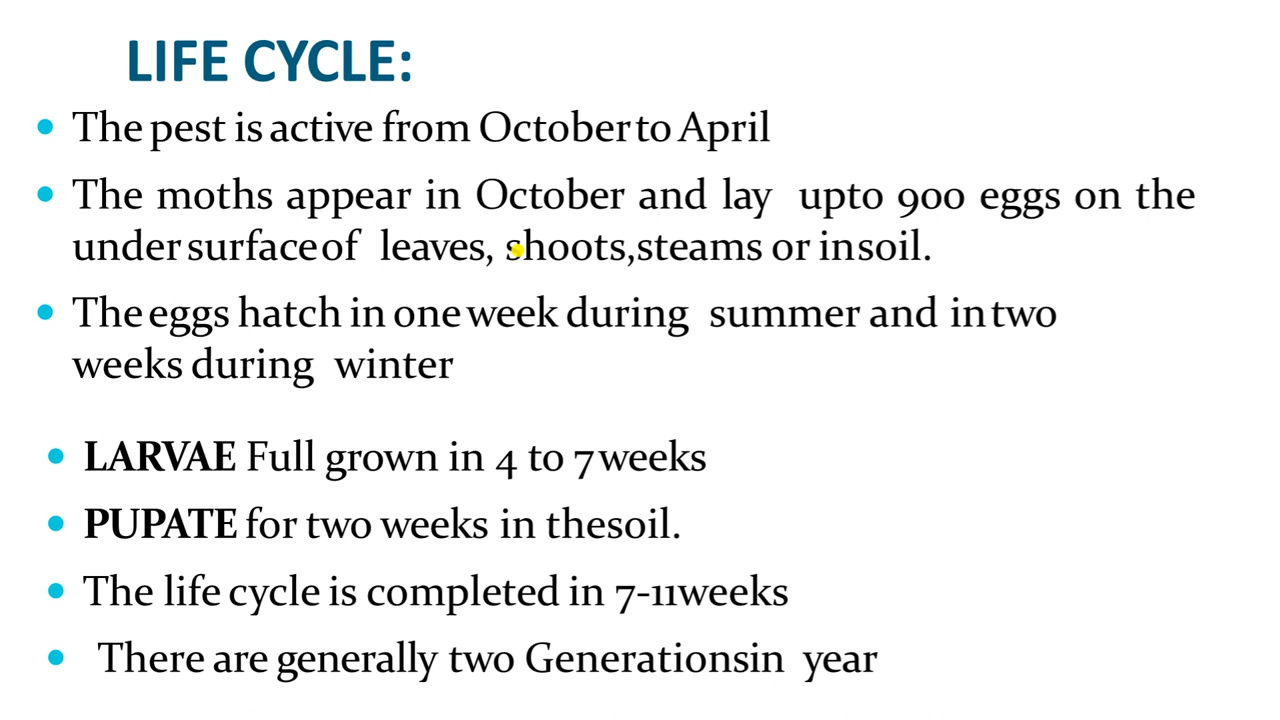 LIFE CYCLE:
The pest is active from October to April
The moths appear in October and lay upto 900 eggs on the
under surface of leaves, shoots,steams or in soil.
The eggs hatch in one week during summer and in two
weeks during winter
LARVAE Full grown in 4 to 7 weeks
PUPATE for two weeks in thesoil.
The life cycle is completed in 7-11weeks
There are generally two Generationsin year